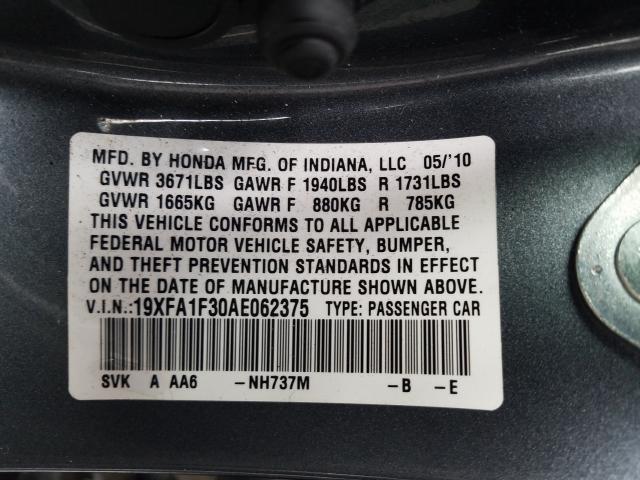 MFD. BY HONDA MFG. OF INDIANA, LLC 05/'10
GVWR 3671LBS GAWR F 1940LBS R 1731LBS
GVWR 1665KG GAWR F 880KG R 785KG
THIS VEHICLE CONFORMS TO ALL APPLICABLE
FEDERAL MOTOR VEHICLE SAFETY, BUMPER,
AND THEFT PREVENTION STANDARDS IN EFFECT
ON THE DATE OF MANUFACTURE SHOWN ABOVE.
V.I.N.:19XFA1F30AE062375 TYPE: PASSENGER CAR
SVK A AA6 -NH737M -B -E